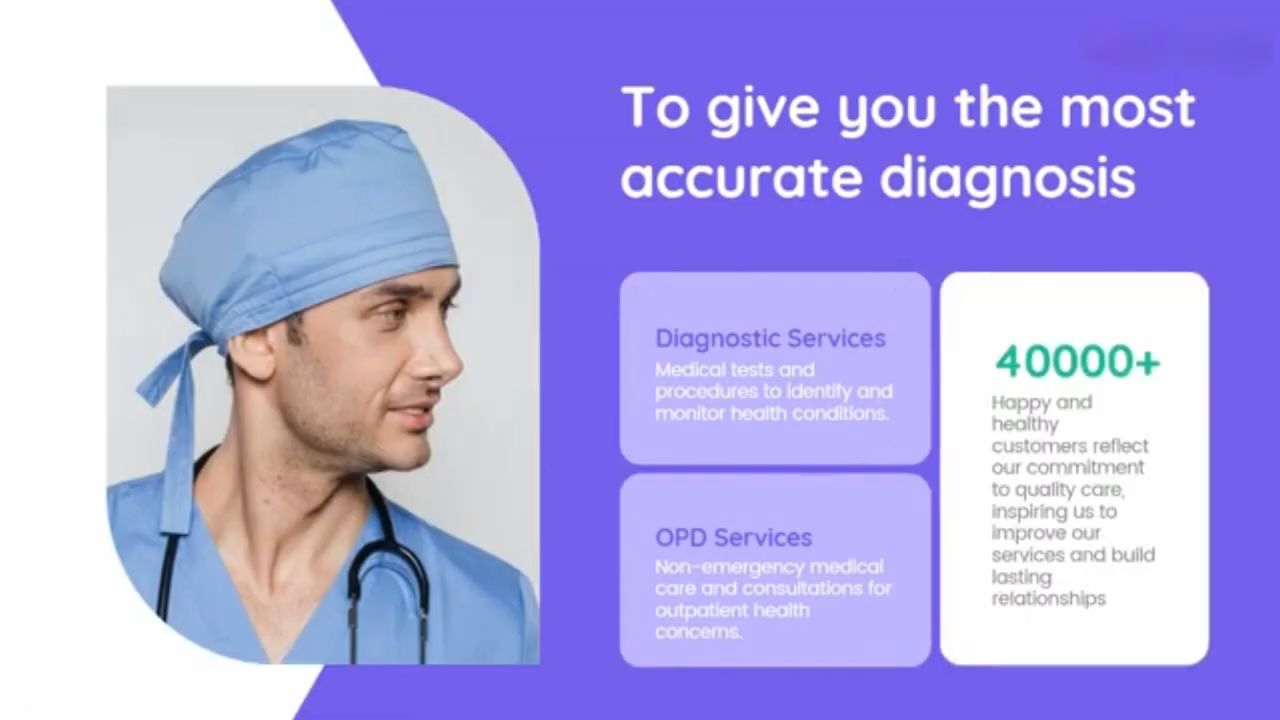 To give you the most
accurate diagnosis
Diagnostic Services
Medical tests and
procedures to identify and
monitor health conditions.
OPD Services
Non-emergency medical
care and consultations for
outpatient health
concerns.
40000+
Happy and
healthy
customers reflect
our commitment
to quality care,
inspiring us to
improve our
services and build
lasting
relationships